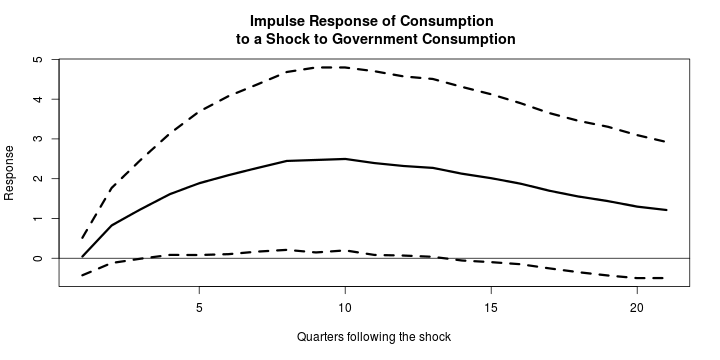 Impulse Response of Consumption
to a Shock to Government Consumption
Response
5
4
3
2
1
0
5 10 15 20
Quarters following the shock